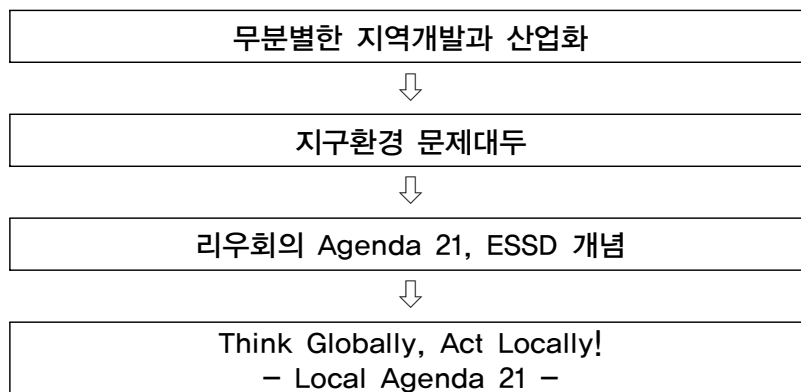 무분별한 지역개발과 산업화
지구환경 문제대두
리우회의 Agenda 21, ESSD 개념
Think Globally, Act Locally!
– Local Agenda 21 –